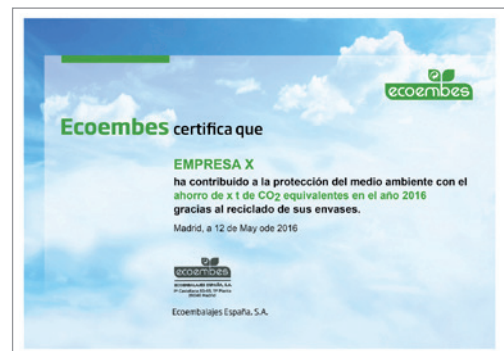 ecoembes
Ecoembes certifica que
EMPRESA X
ha contribuido a la protección del medio ambiente con el
ahorro de x t de CO2 equivalentes en el año 2016
gracias al reciclado de sus envases.
Madrid, a 12 de May ode 2016
ecoembes
ECOEMBALAJES ESPAÑA, S.A.
Ecoembalajes España, S.A.